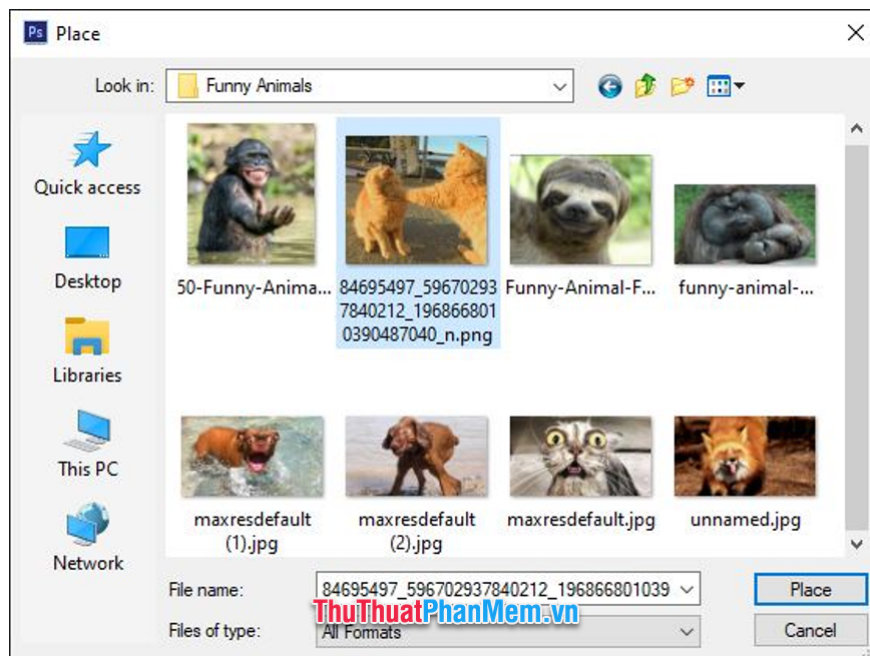 Ps Place
Look in: Funny Animals
Quick access
Desktop
Libraries
This PC
Network
50-Funny-Anima...
84695497_59670293
7840212_196866801
0390487040_n.png
Funny-Animal-F...
funny-animal-...
maxresdefault
(1).jpg
maxresdefault
(2).jpg
maxresdefault.jpg
unnamed.jpg
File name: 84695497_596702937840212_196866801039
Place
ThuThuatPhanMem.vn
Files of type: All Formats
Cancel